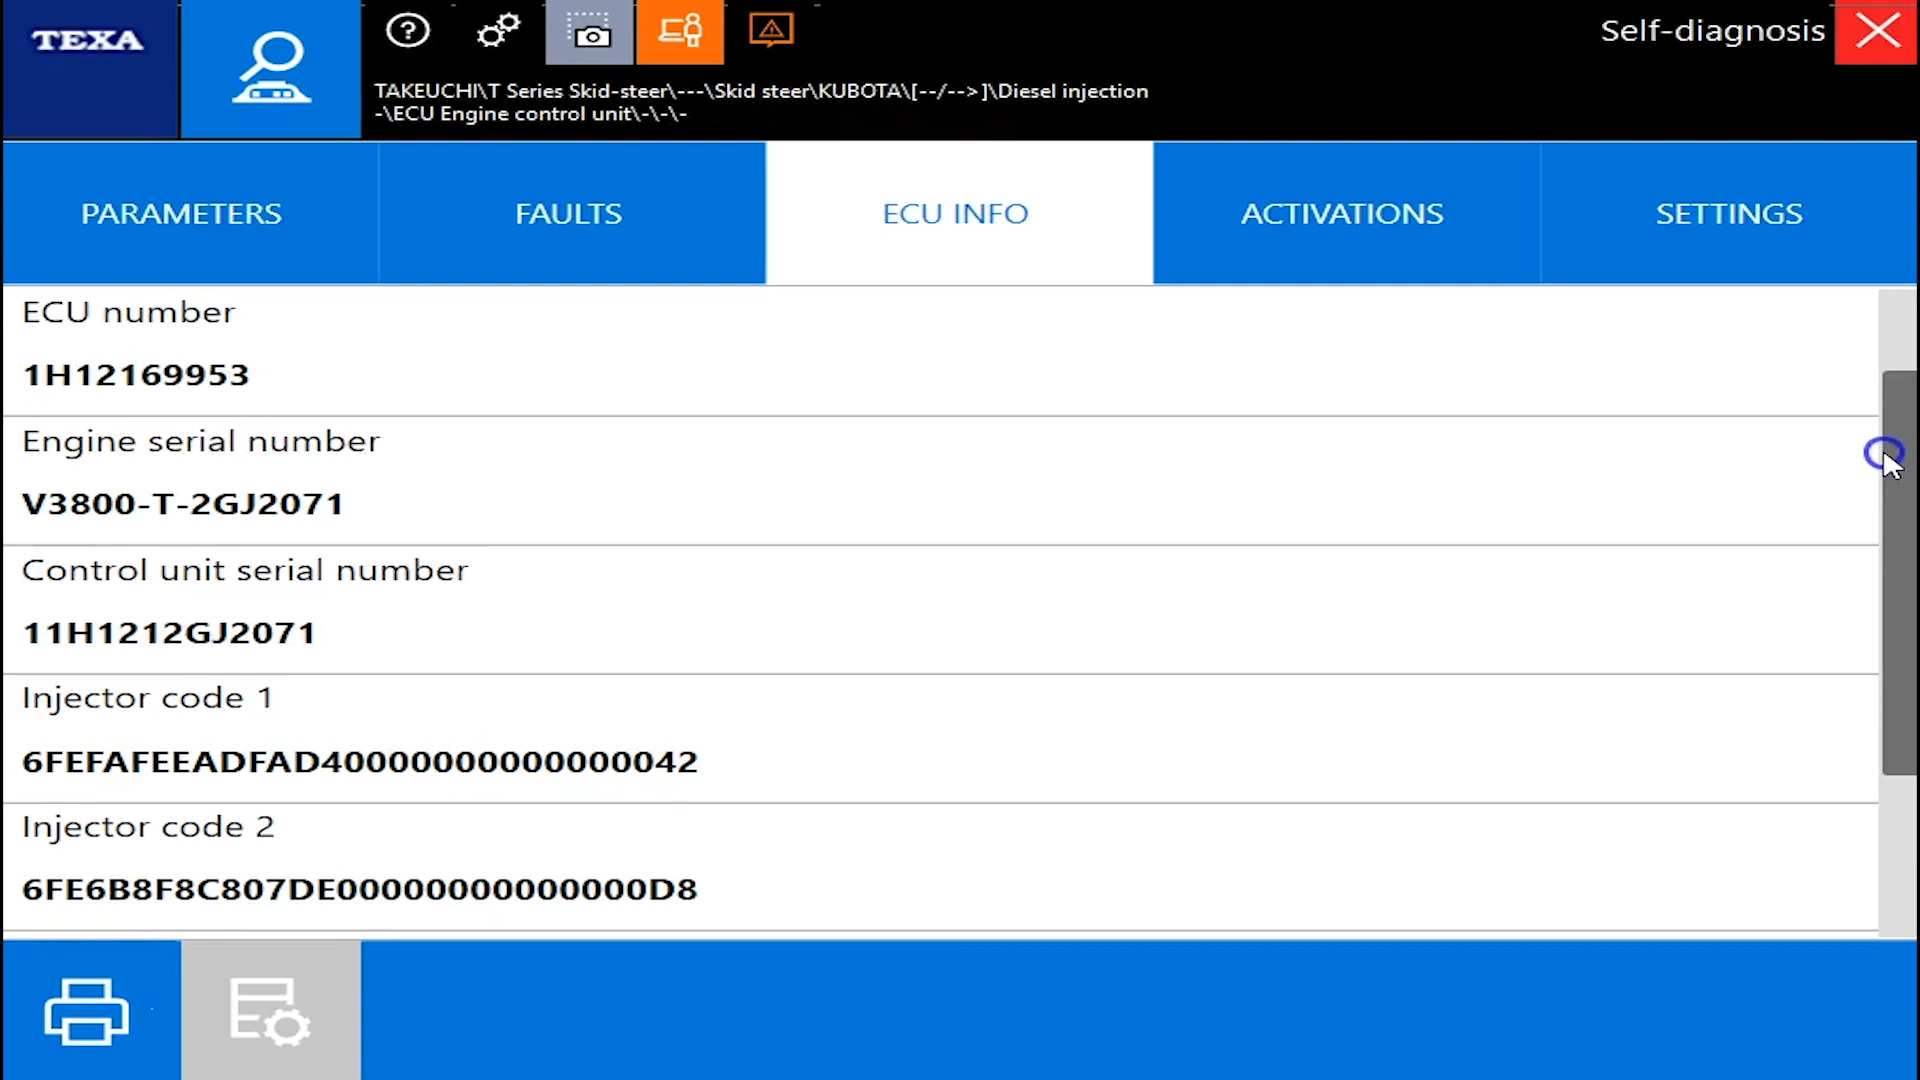 TEXA
Self-diagnosis
TAKEUCHI\T Series Skid-steer\---\Skid steer\KUBOTA\[--/-->]\Diesel injection
-\ECU Engine control unit\-\-\-
PARAMETERS
FAULTS
ECU INFO
ACTIVATIONS
SETTINGS
ECU number
1H12169953
Engine serial number
V3800-T-2GJ2071
Control unit serial number
11H1212GJ2071
Injector code 1
6FEFAFEEADFAD40000000000000042
Injector code 2
6FE6B8F8C807DE00000000000000D8